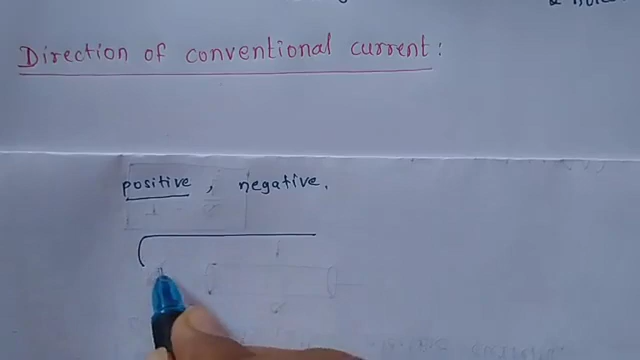 Direction of conventional current :
positive , negative.